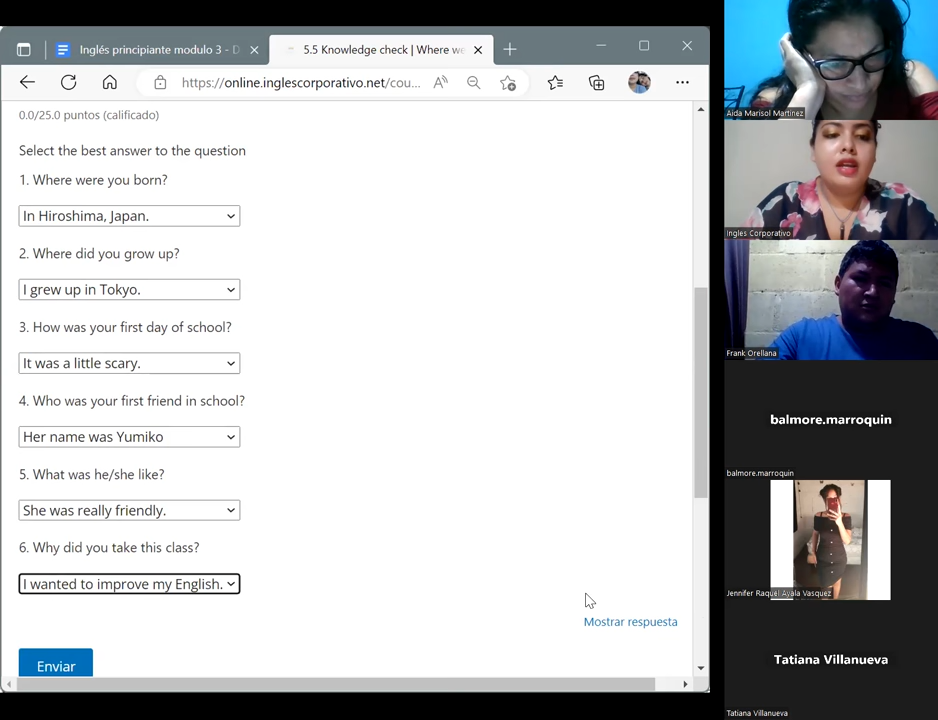 Inglés principiante modulo 3 - D
5.5 Knowledge check | Where we
https://online.inglescorporativo.net/cou...
0.0/25.0 puntos (calificado)
Select the best answer to the question
1. Where were you born?
In Hiroshima, Japan.
2. Where did you grow up?
I grew up in Tokyo.
3. How was your first day of school?
It was a little scary.
4. Who was your first friend in school?
Her name was Yumiko
5. What was he/she like?
She was really friendly.
6. Why did you take this class?
I wanted to improve my English.
Mostrar respuesta
Enviar
Aida Marisol Martinez
Ingles Corporativo
Frank Orellana
balmore.marroquin
balmore.marroquin
Jennifer Raquel Ayala Vasquez
Tatiana Villanueva
Tatiana Villanueva